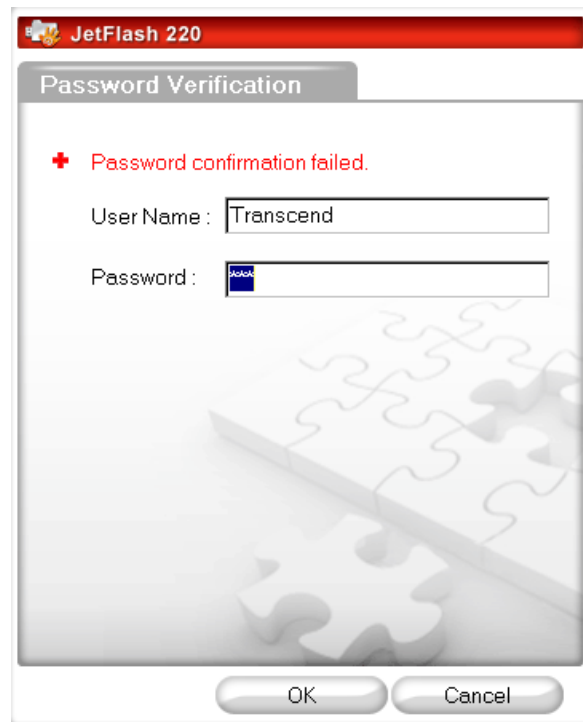 JetFlash 220
Password Verification
Password confirmation failed.
User Name : Transcend
Password : ****
OK Cancel